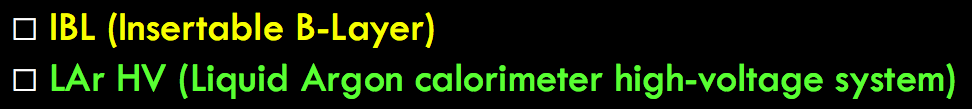 IBL (Insertable B-Layer)
LAr HV (Liquid Argon calorimeter high-voltage system)